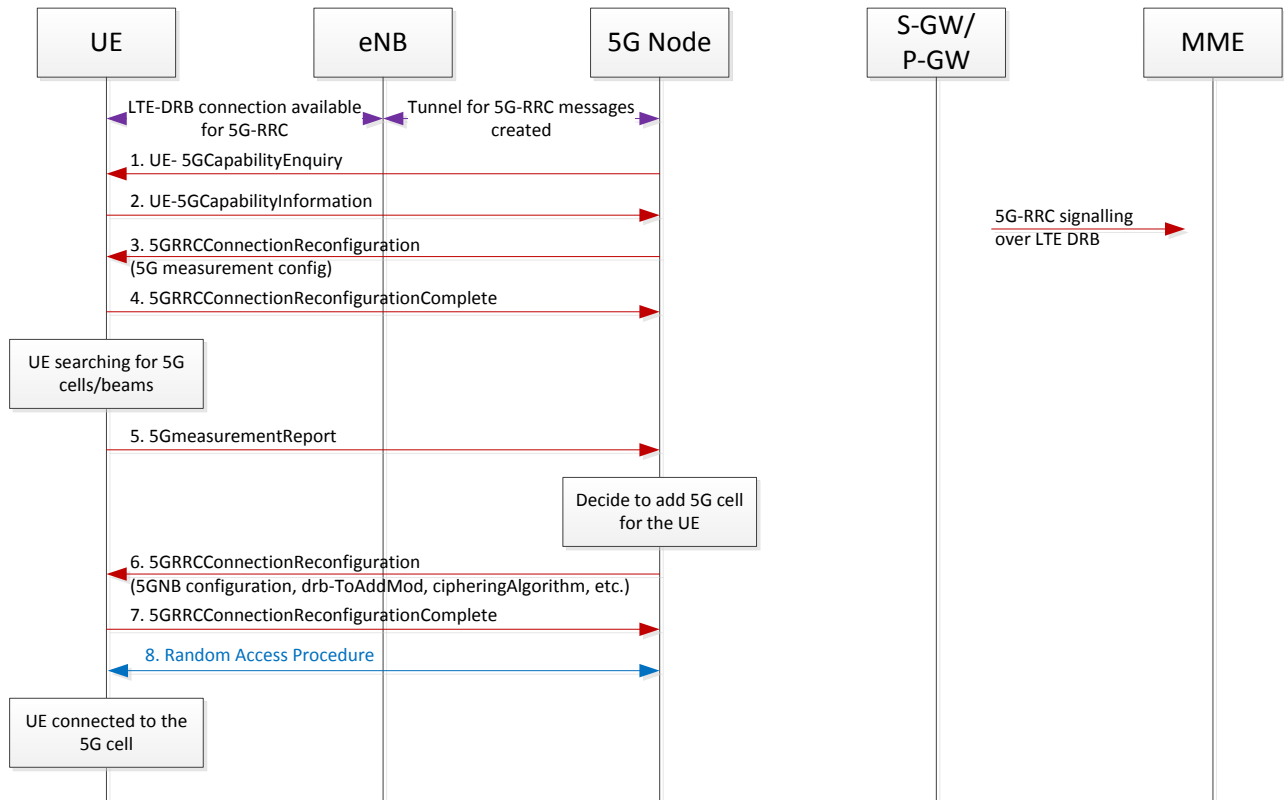 UE
eNB
5G Node
S-GW/
P-GW
MME
LTE-DRB connection available
for 5G-RRC
Tunnel for 5G-RRC messages
created
1. UE- 5GCapabilityEnquiry
2. UE-5GCapabilityInformation
5G-RRC signalling
over LTE DRB
3. 5GRRCConnectionReconfiguration
(5G measurement config)
4. 5GRRCConnectionReconfigurationComplete
UE searching for 5G
cells/beams
5. 5GmeasurementReport
Decide to add 5G cell
for the UE
6. 5GRRCConnectionReconfiguration
(5GNB configuration, drb-ToAddMod, cipheringAlgorithm, etc.)
7. 5GRRCConnectionReconfigurationComplete
8. Random Access Procedure
UE connected to the
5G cell